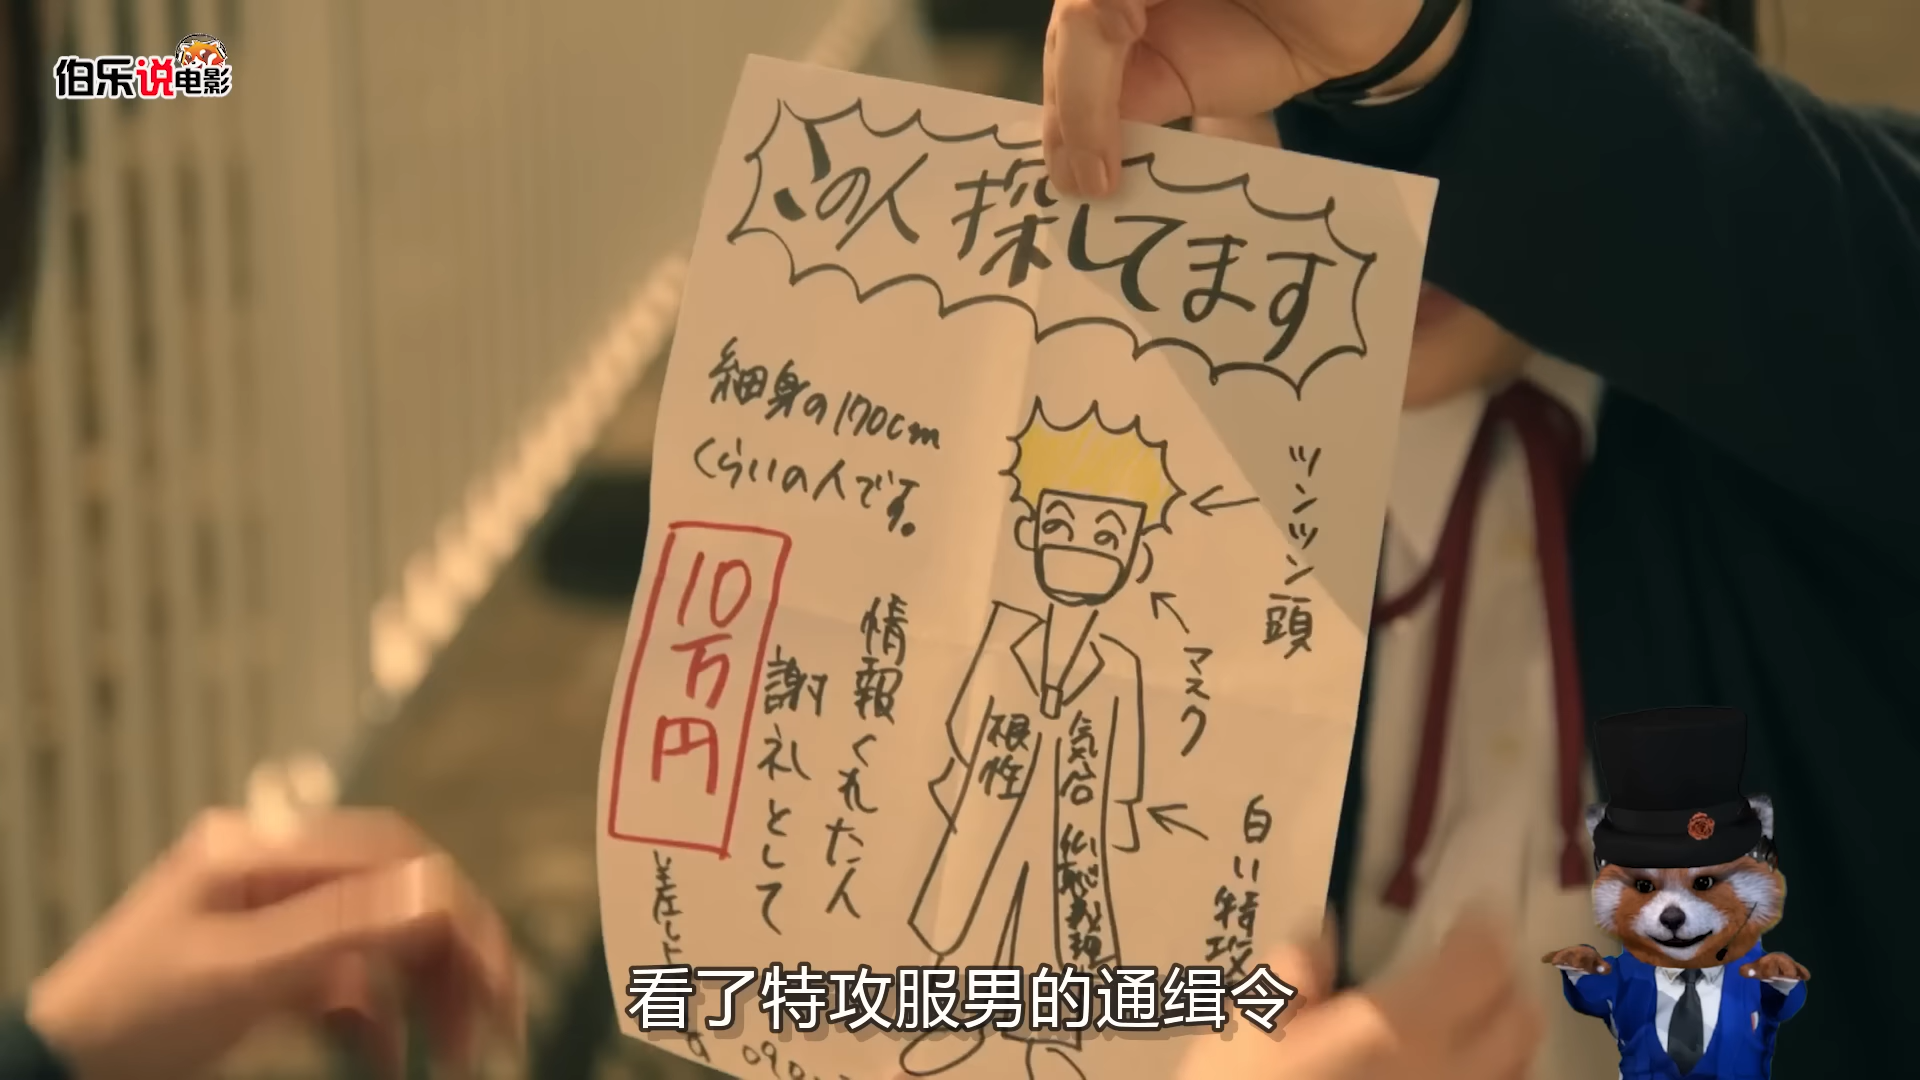 伯乐说电影
この人探してます
細身の170cm
くらいの人です。
ツンツン頭
マスク
白い特攻
気合
根性
情報くれた人
謝礼として
10万円
差上
090
看了特攻服男的通缉令